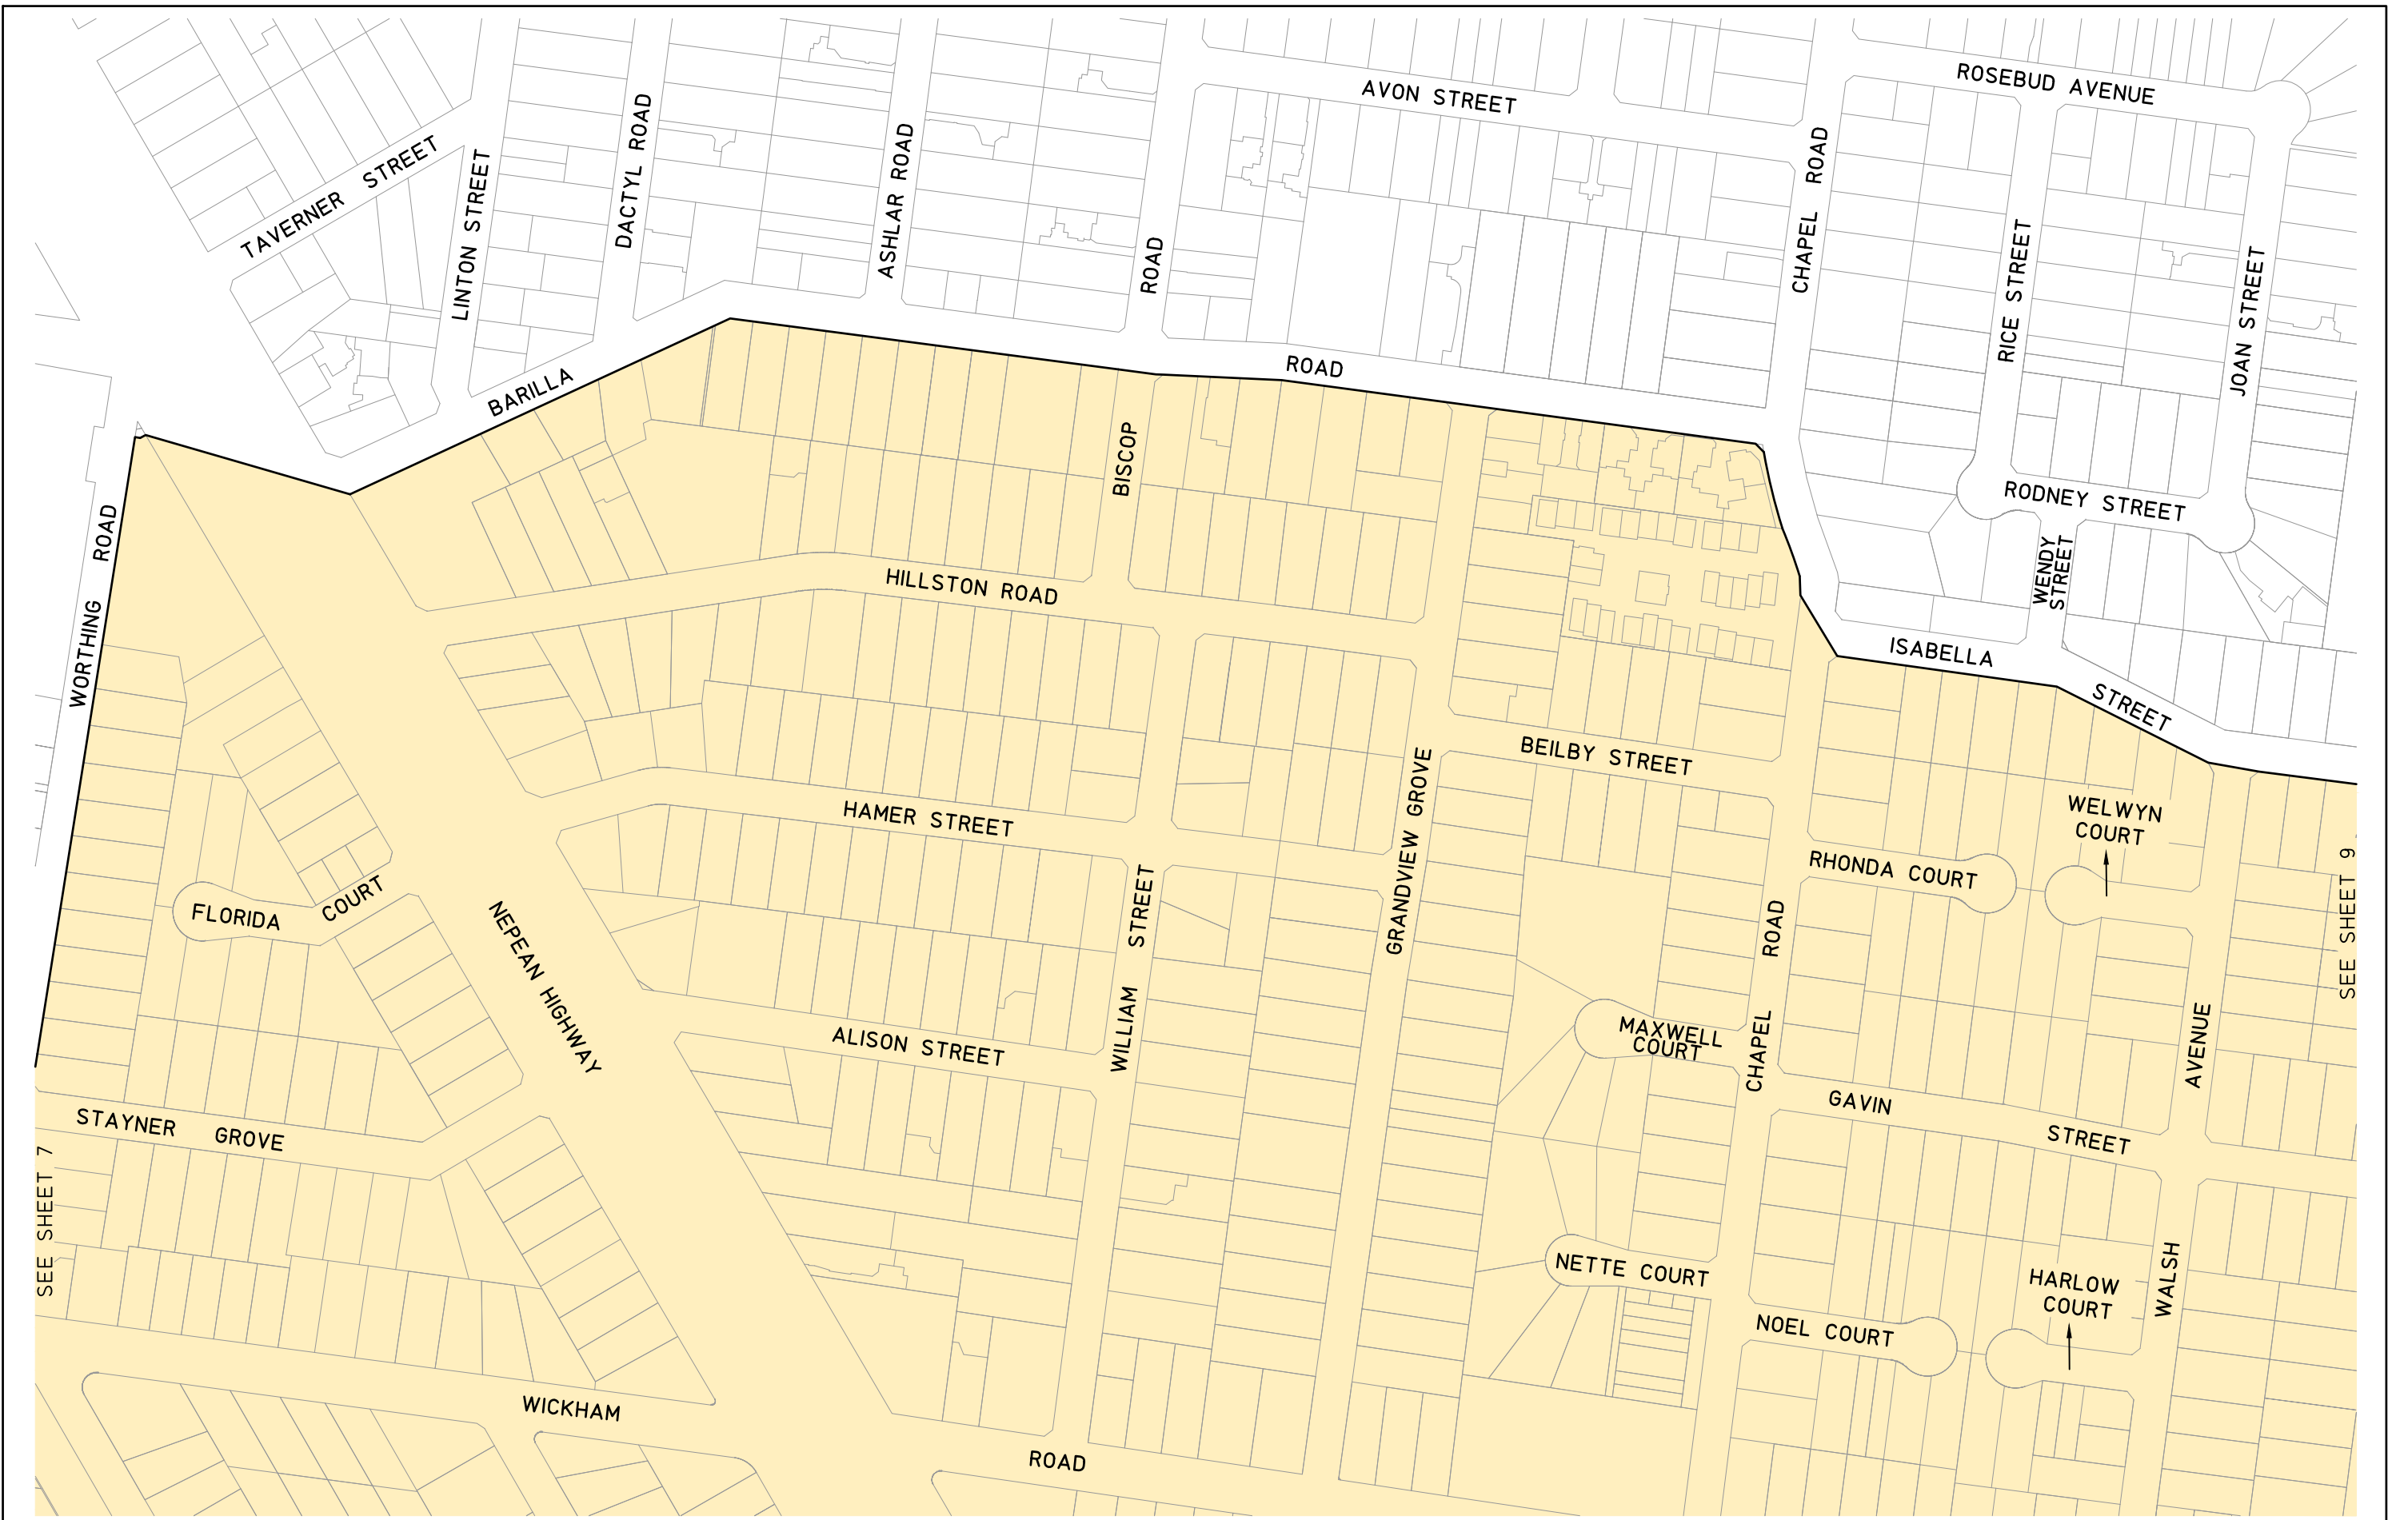 ROSEBUD AVENUE
AVON STREET
TAVERNER STREET
LINTON STREET
DACTYL ROAD
ASHLAR ROAD
ROAD
CHAPEL ROAD
RICE STREET
JOAN STREET
BARILLA
ROAD
BISCOP
RODNEY STREET
WENDY
STREET
WORTHING ROAD
HILLSTON ROAD
ISABELLA
STREET
BEILBY STREET
HAMER STREET
GRANDVIEW GROVE
WELWYN
COURT
RHONDA COURT
SEE SHEET 9
FLORIDA
COURT
NEPEAN HIGHWAY
WILLIAM STREET
CHAPEL ROAD
MAXWELL
COURT
ALISON STREET
AVENUE
GAVIN
STREET
STAYNER GROVE
SEE SHEET 7
NETTE COURT
HARLOW
COURT
WALSH
NOEL COURT
WICKHAM
ROAD